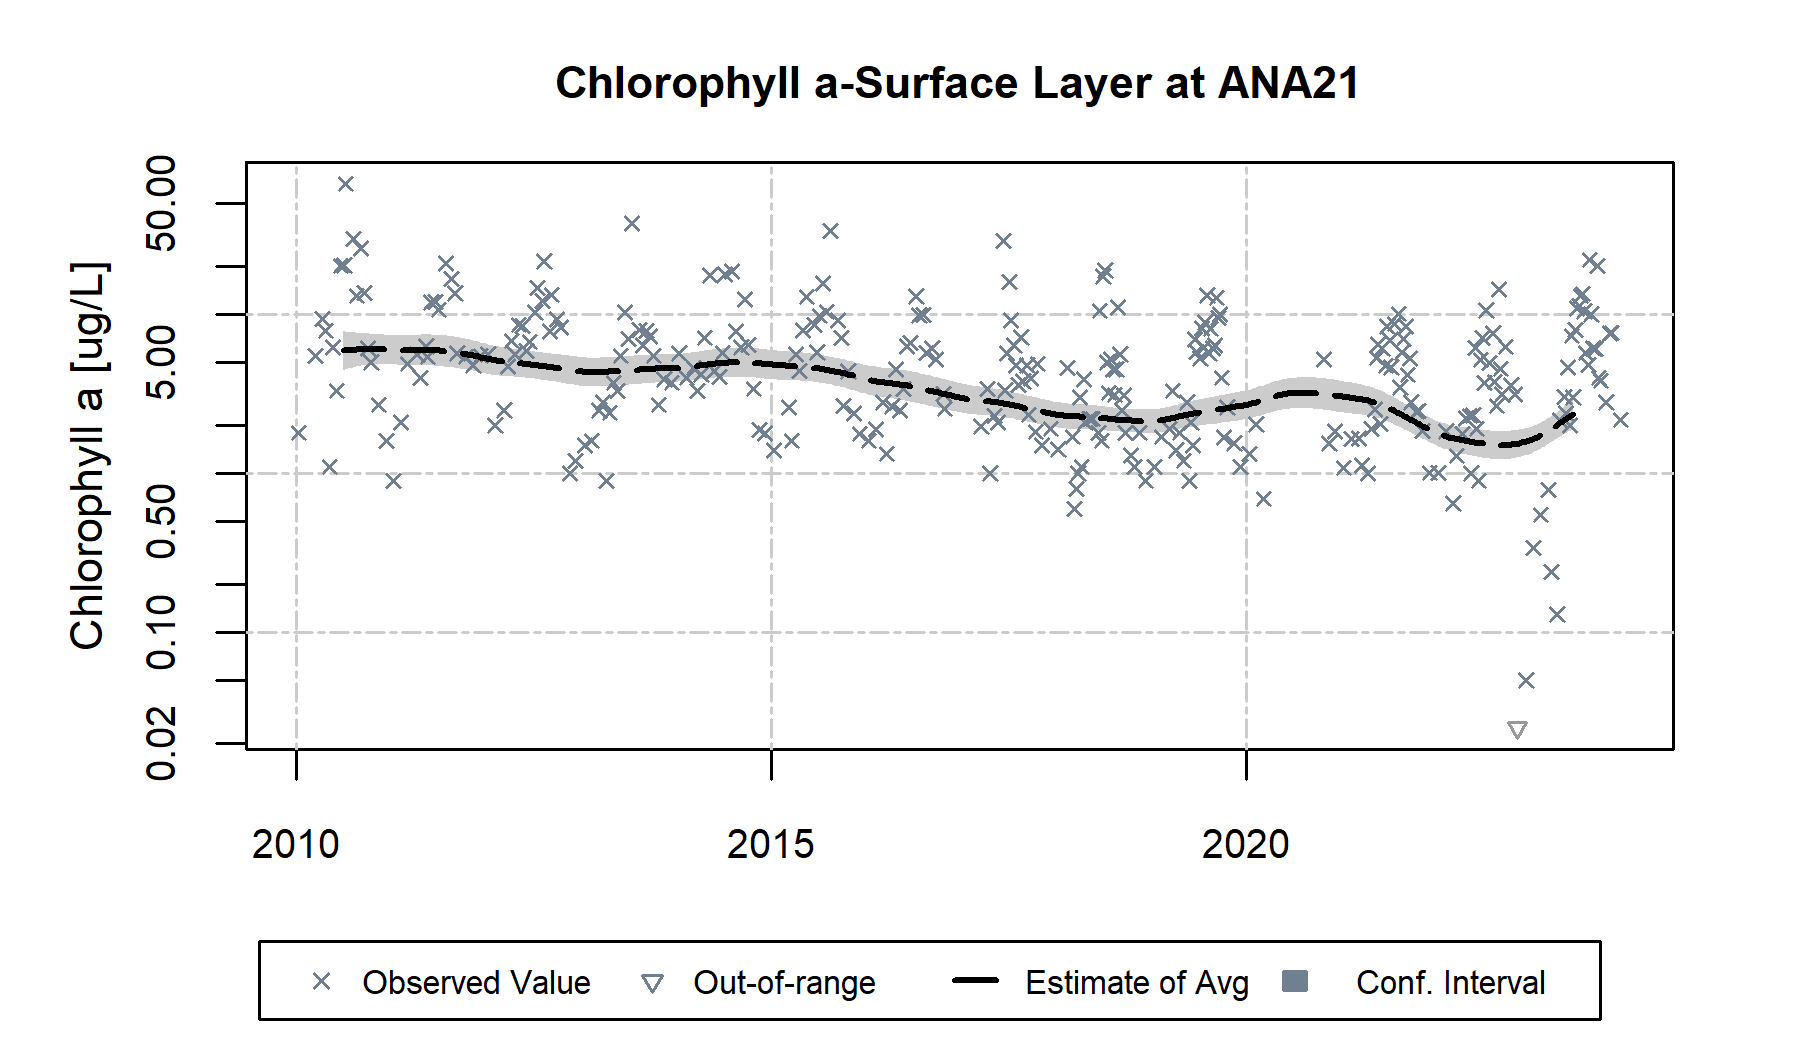 Chlorophyll a-Surface Layer at ANA21
Chlorophyll a [ug/L]
50.00
5.00
0.50
0.10
0.02
2010
2015
2020
Observed Value
Out-of-range
Estimate of Avg
Conf. Interval